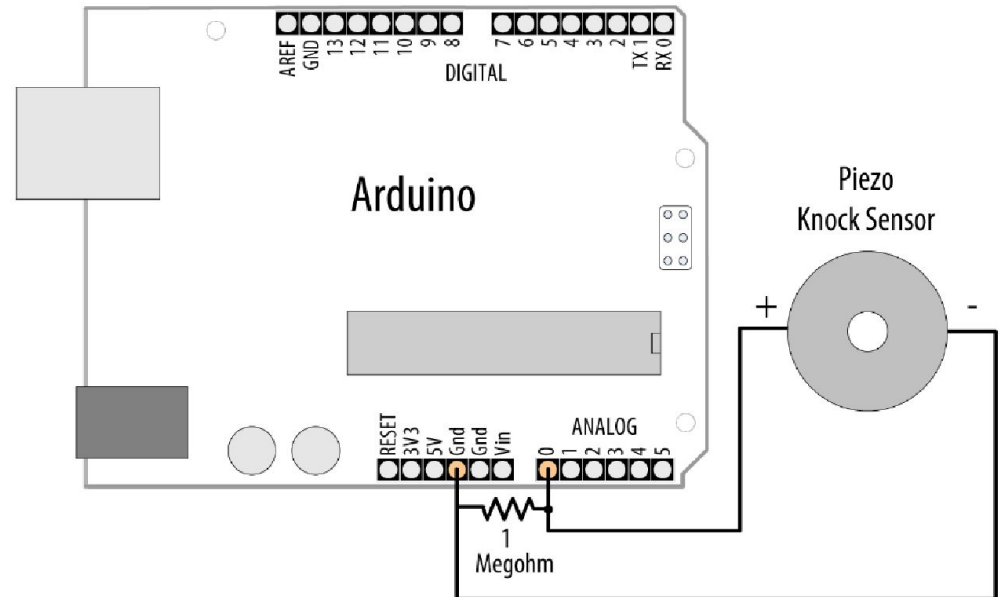 AREF
GND
13
12
11
10
9
8
7
6
5
4
3
2
TX 1
RX 0
DIGITAL
Arduino
Piezo
Knock Sensor
+
-
RESET
3V3
5V
Gnd
Gnd
Vin
ANALOG
0
1
2
3
4
5
1
Megohm